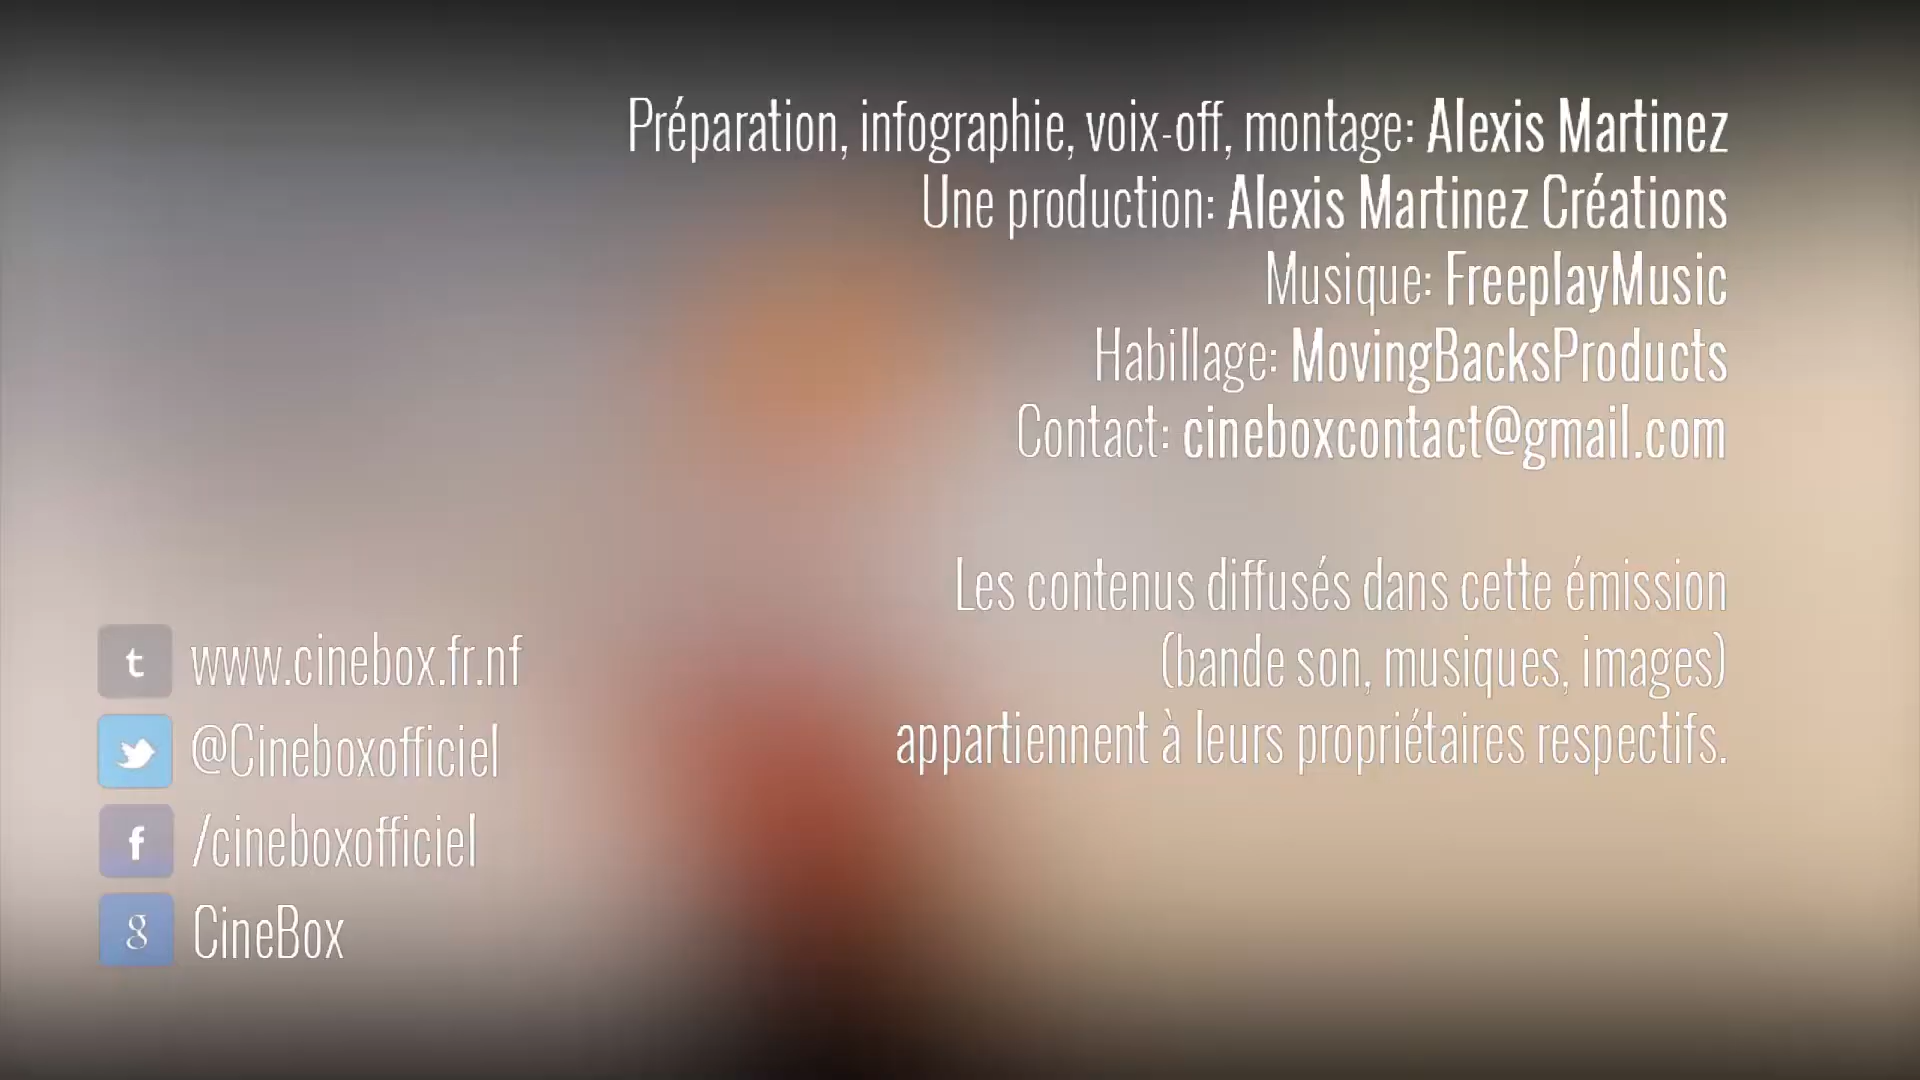 Préparation, infographie, voix-off, montage: Alexis Martinez
Une production: Alexis Martinez Créations
Musique: FreeplayMusic
Habillage: MovingBacksProducts
Contact: cineboxcontact@gmail.com
Les contenus diffusés dans cette émission
(bande son, musiques, images)
appartiennent à leurs propriétaires respectifs.
t www.cinebox.fr.nf
@Cineboxofficiel
f /cineboxofficiel
g CineBox